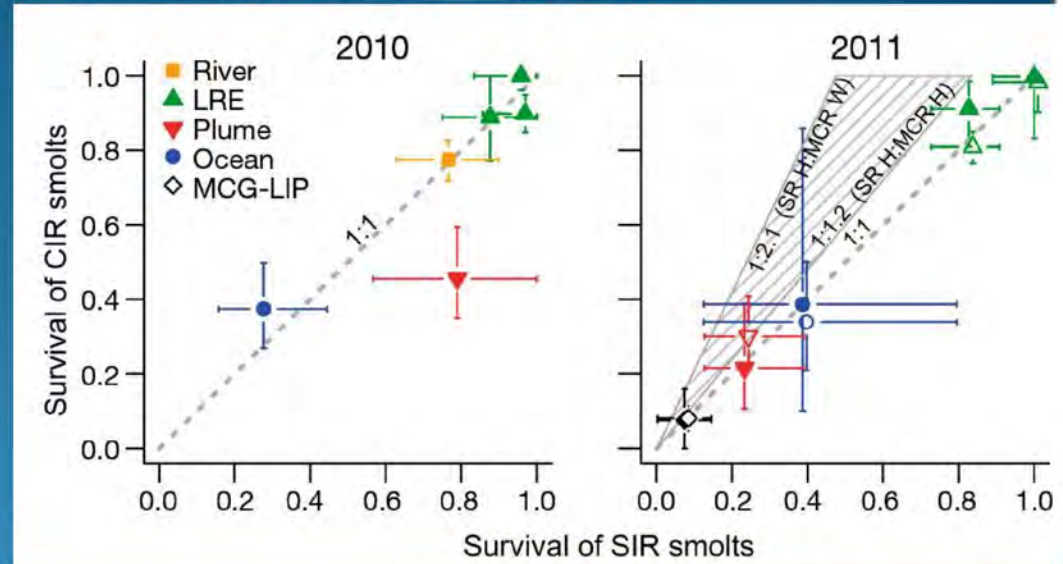 2010
2011
River
LRE
Plume
Ocean
MCG-LIP
1:1
1:2.1 (SR H:MCR W)
1:1.2 (SR H:MCR H)
1:1
Survival of CIR smolts
1.0
0.8
0.6
0.4
0.2
0.0
0.0 0.2 0.4 0.6 0.8 1.0
0.0 0.2 0.4 0.6 0.8 1.0
Survival of SIR smolts